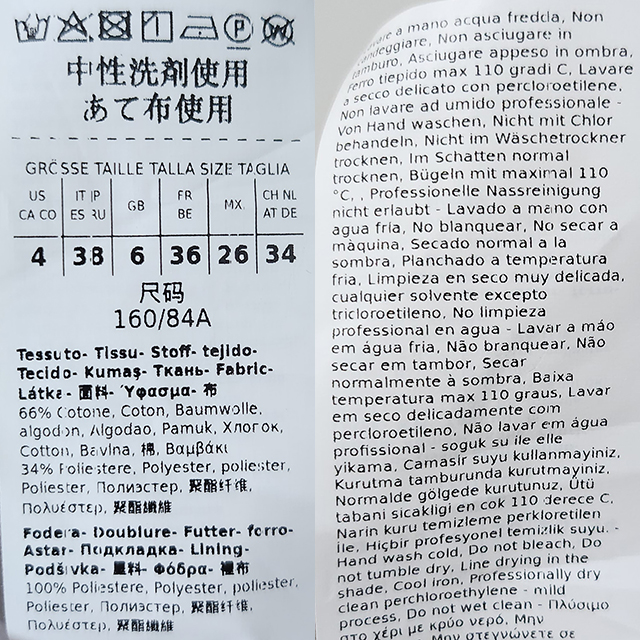 中性洗剤使用
あて布使用
GRÖSSE TAILLE TALLA SIZE TAGLIA
US CA CO
IT JP ES RU
GB
FR BE
MX
CH NL AT DE
4 38 6 36 26 34
尺码
160/84A
Tessuto- Tissu- Stoff- tejido-
Tecido- Kumaş- Ткань- Fabric-
Látka- 面料- Ύφασμα- 布
66% Cotone, Coton, Baumwolle,
algodon, Algodao, Pamuk, Хлопок,
Cotton, Bavlna, 棉, Βαμβάκι
34% Poliestere, Polyester, poliester,
Poliester, Полиэстер, 聚酯纤维,
Πολυέστερ, 聚酯纖維
Fodera- Doublure- Futter- forro-
Astar- Подкладка- Lining-
Podšívka- 里料- Φόδρα- 裡布
100% Poliestere, Polyester, poliester,
Poliester, Полиэстер, 聚酯纤维,
Πολυέστερ, 聚酯纖維
a mano acqua fredda, Non
candeggiare, Non asciugare in
tamburo, Asciugare appeso in ombra,
Ferro tiepido max 110 gradi C, Lavare
a secco delicato con percloroetilene,
Non lavare ad umido professionale -
Von Hand waschen, Nicht mit Chlor
behandeln, Nicht im Wäschetrockner
trocknen, Im Schatten normal
trocknen, Bügeln mit maximal 110
°C, , Professionelle Nassreinigung
nicht erlaubt - Lavado a mano con
agua fria, No blanquear, No secar a
màquina, Secado normal a la
sombra, Planchado a temperatura
fria, Limpieza en seco muy delicada,
cualquier solvente excepto
tricloroetileno, No limpieza
professional en agua - Lavar a máo
em água fria, Não branquear, Não
secar em tambor, Secar
normalmente à sombra, Baixa
temperatura max 110 graus, Lavar
em seco delicadamente com
percloroetileno, Não lavar em água
profissional - soguk su ile elle
yikama, Camasir suyu kullanmayiniz,
Kurutma tamburunda kurutmayiniz,
Normalde gölgede kurutunuz, Ütü
tabani sicakligi en cok 110 derece C,
Narin kuru temizleme perkloretilen
ile, Hiçbir profesyonel temizlik suyu. -
Hand wash cold, Do not bleach, Do
not tumble dry, Line drying in the
shade, Cool iron, Professionally dry
clean perchloroethylene - mild
process, Do not wet clean - Πλύσιμο
στο χέρι με κρύο νερό, Μην
Μην στεγνώνετε σε